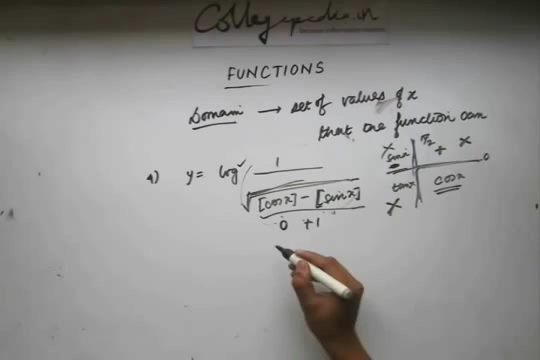 Collegepedia.in
FUNCTIONS
Domain → set of values of x
that the function can
4) y = log 1 / √([cosx] - [sinx])
0 +1
π/2
x sinx + x
0
tanx cosx
x